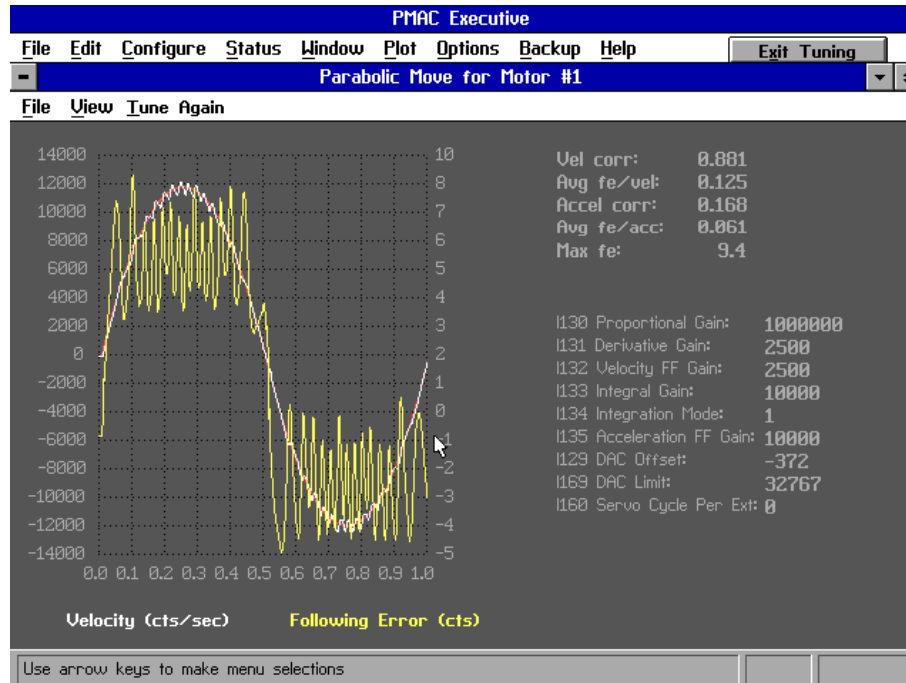 PMAC Executive
File Edit Configure Status Window Plot Options Backup Help Exit Tuning
Parabolic Move for Motor #1
File View Tune Again
14000 10 Vel corr: 0.881
12000 8 Avg fe/vel: 0.125
10000 7 Accel corr: 0.168
8000 6 Avg fe/acc: 0.061
Max fe: 9.4
6000 5
4000 4
2000 3 I130 Proportional Gain: 1000000
0 2 I131 Derivative Gain: 2500
I132 Velocity FF Gain: 2500
-2000 1 I133 Integral Gain: 10000
-4000 0 I134 Integration Mode: 1
-6000 -1 I135 Acceleration FF Gain: 10000
-8000 -2 I129 DAC Offset: -372
-10000 -3 I169 DAC Limit: 32767
I160 Servo Cycle Per Ext: 0
-12000 -4
-14000 -5
0.0 0.1 0.2 0.3 0.4 0.5 0.6 0.7 0.8 0.9 1.0
Velocity (cts/sec) Following Error (cts)
Use arrow keys to make menu selections